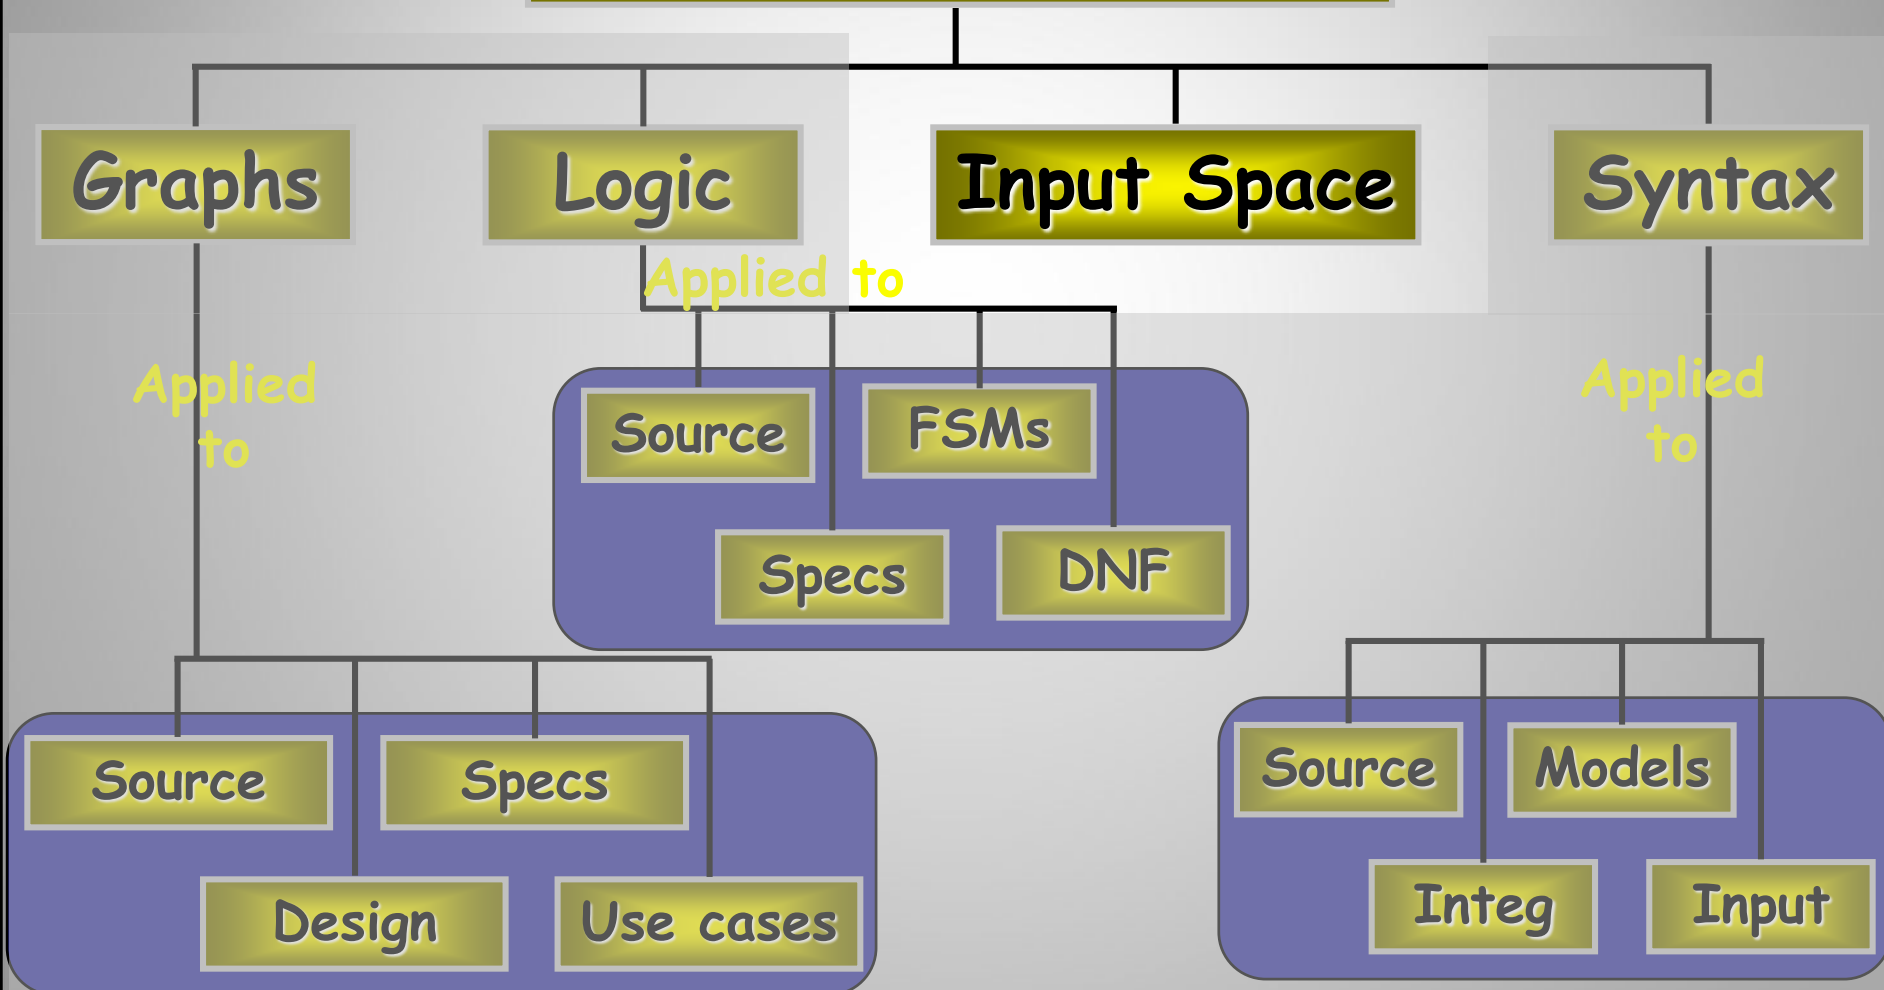 Graphs
Logic
Input Space
Syntax
Applied to
Applied
to
Applied
to
Source
FSMs
Specs
DNF
Source
Specs
Design
Use cases
Source
Models
Integ
Input